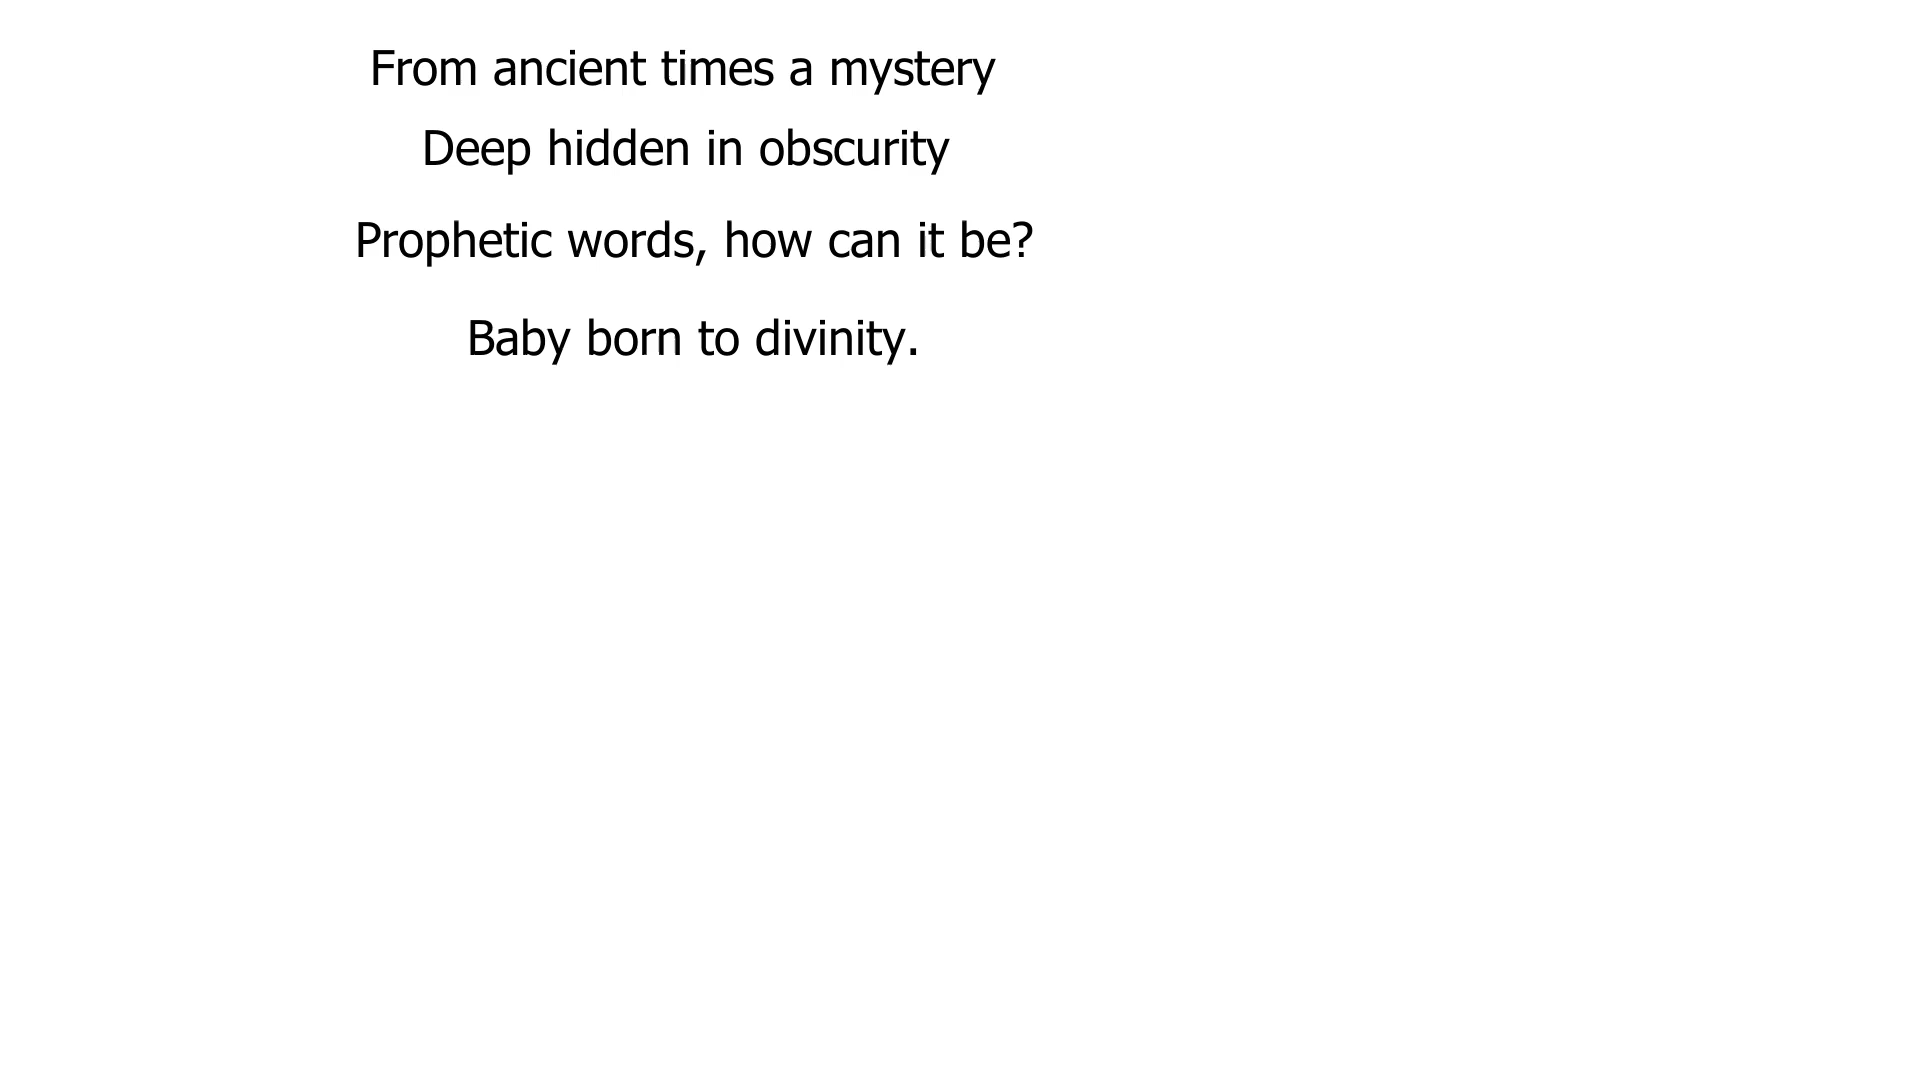 From ancient times a mystery
Deep hidden in obscurity
Prophetic words, how can it be?
Baby born to divinity.